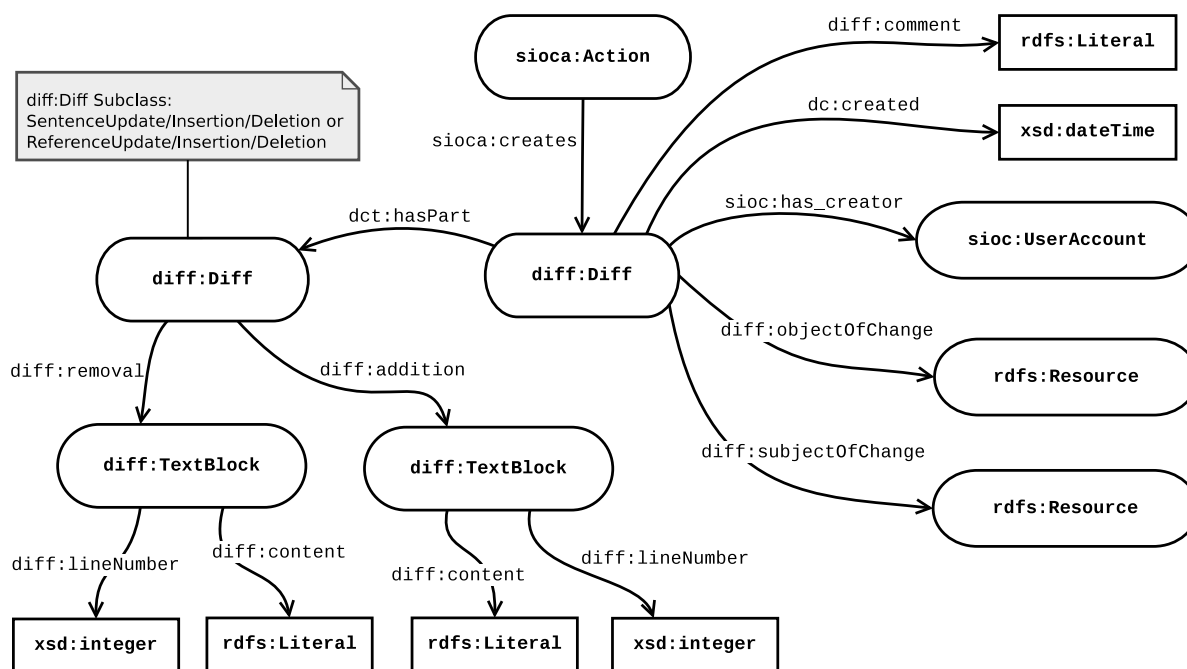 diff:comment
rdfs:Literal
sioca:Action
diff:Diff Subclass:
SentenceUpdate/Insertion/Deletion or
ReferenceUpdate/Insertion/Deletion
dc:created
xsd:dateTime
sioca:creates
sioc:has_creator
dct:hasPart
sioc:UserAccount
diff:Diff
diff:Diff
diff:objectOfChange
diff:removal
diff:addition
rdfs:Resource
diff:subjectOfChange
diff:TextBlock
diff:TextBlock
rdfs:Resource
diff:lineNumber
diff:content
diff:content
diff:lineNumber
xsd:integer
rdfs:Literal
rdfs:Literal
xsd:integer